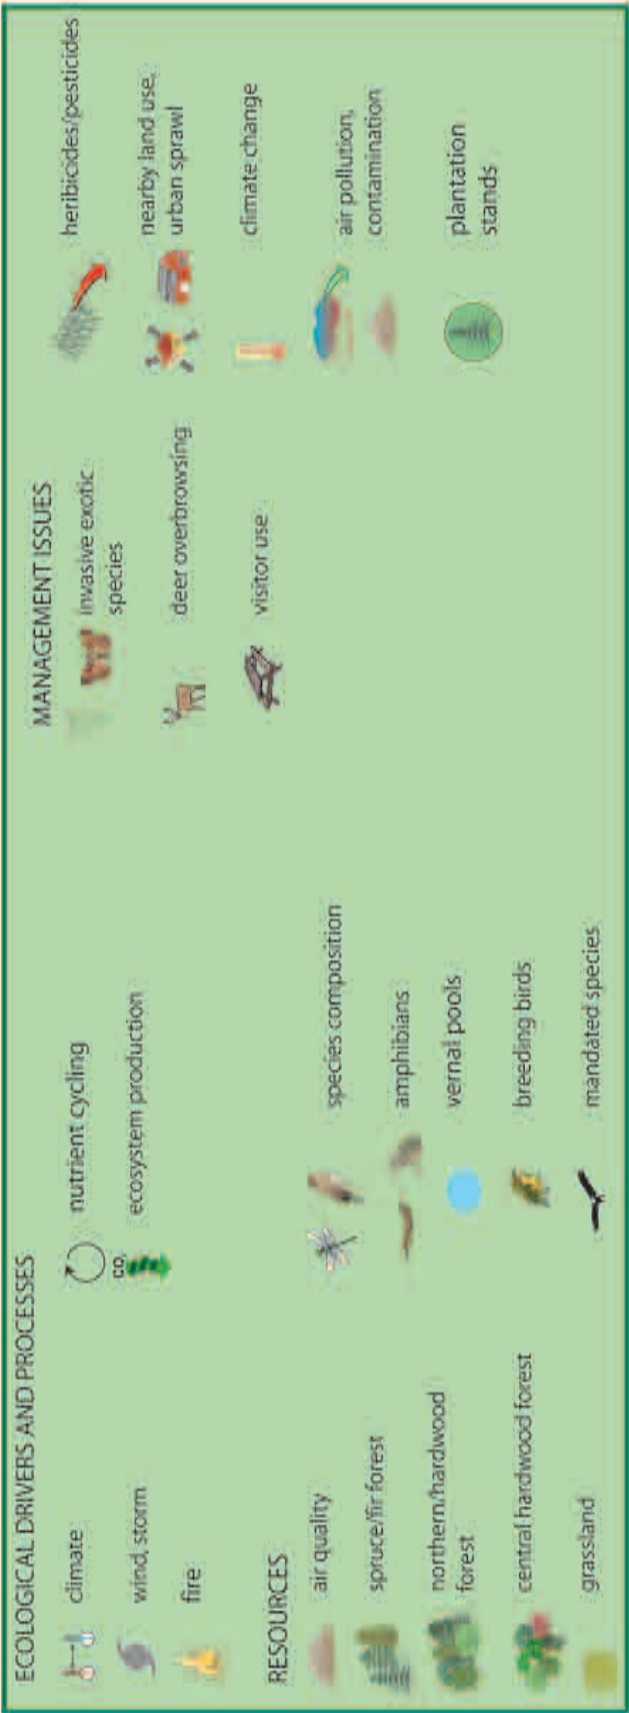 ECOLOGICAL DRIVERS AND PROCESSES
climate
wind, storm
fire
nutrient cycling
CO₂
ecosystem production
RESOURCES
air quality
spruce/fir forest
northern/hardwood
forest
central hardwood forest
grassland
species composition
amphibians
vernal pools
breeding birds
mandated species
MANAGEMENT ISSUES
invasive exotic
species
deer overbrowsing
visitor use
heribicides/pesticides
nearby land use,
urban sprawl
climate change
air pollution,
contamination
plantation
stands